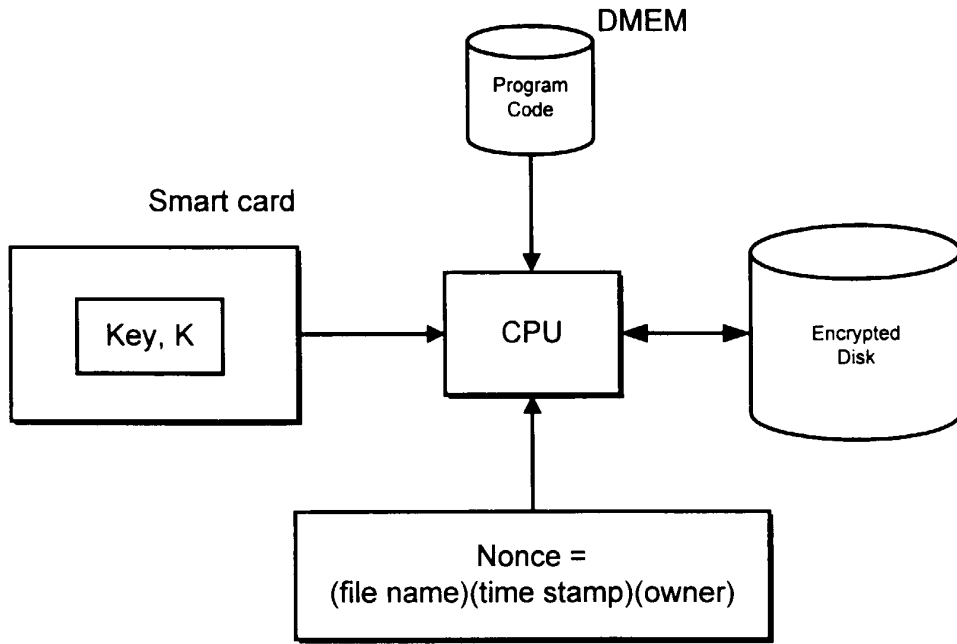 DMEM
Program
Code
Smart card
Key, K
CPU
Encrypted
Disk
Nonce =
(file name)(time stamp)(owner)